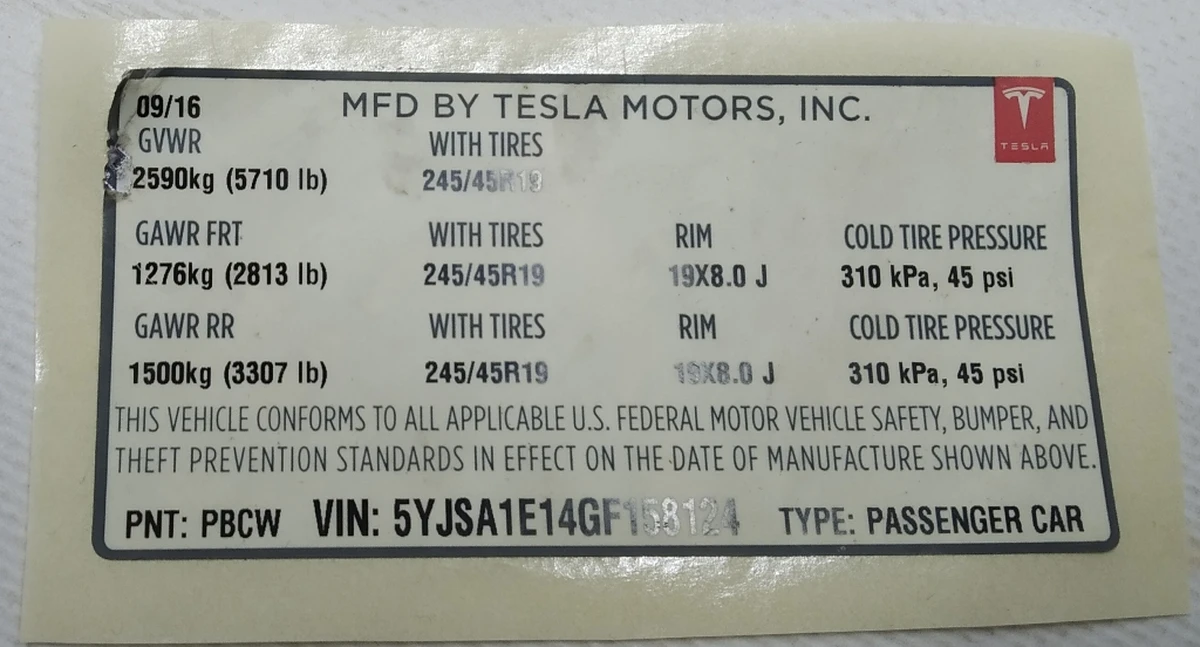 09/16 MFD BY TESLA MOTORS, INC.
TESLA
GVWR WITH TIRES
2590kg (5710 lb) 245/45R19
GAWR FRT WITH TIRES RIM COLD TIRE PRESSURE
1276kg (2813 lb) 245/45R19 19X8.0 J 310 kPa, 45 psi
GAWR RR WITH TIRES RIM COLD TIRE PRESSURE
1500kg (3307 lb) 245/45R19 19X8.0 J 310 kPa, 45 psi
THIS VEHICLE CONFORMS TO ALL APPLICABLE U.S. FEDERAL MOTOR VEHICLE SAFETY, BUMPER, AND
THEFT PREVENTION STANDARDS IN EFFECT ON THE DATE OF MANUFACTURE SHOWN ABOVE.
PNT: PBCW VIN: 5YJSA1E14GF158124 TYPE: PASSENGER CAR